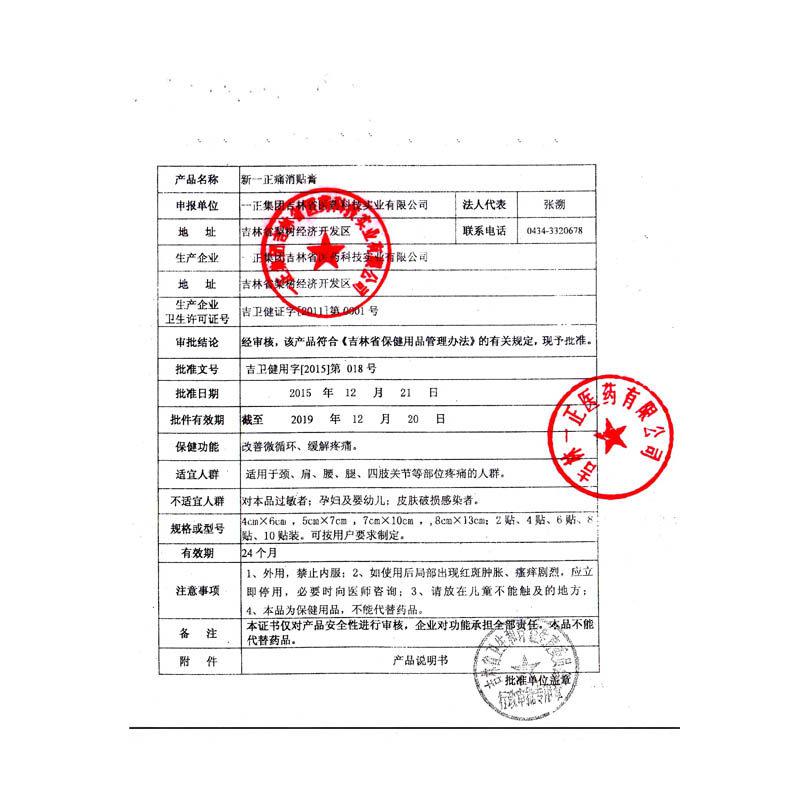 产品名称 新一正痛消贴膏
申报单位 一正集团吉林省医药科技实业有限公司 法人代表 张溯
地 址 吉林省梨树经济开发区 联系电话 0434-3320678
生产企业 一正集团吉林省医药科技实业有限公司
地 址 吉林省梨树经济开发区
生产企业
卫生许可证号 吉卫健证字[2011]第0001号
审批结论 经审核，该产品符合《吉林省保健用品管理办法》的有关规定，现予批准。
批准文号 吉卫健用字[2015]第 018号
批准日期 2015 年 12 月 21 日
批件有效期 截至 2019 年 12 月 20 日
保健功能 改善微循环、缓解疼痛。
适宜人群 适用于颈、肩、腰、腿、四肢关节等部位疼痛的人群。
不适宜人群 对本品过敏者；孕妇及婴幼儿；皮肤破损感染者。
规格或型号 4cm×6cm，5cm×7cm，7cm×10cm，,8cm×13cm；2贴、4贴、6贴、8
贴、10贴装。可按用户要求制定。
有效期 24个月
注意事项 1、外用，禁止内服；2、如使用后局部出现红斑肿胀、瘙痒剧烈，应立
即停用，必要时向医师咨询；3、请放在儿童不能触及的地方；
4、本品为保健用品，不能代替药品。
备 注 本证书仅对产品安全性进行审核，企业对功能承担全部责任。本品不能
代替药品。
附 件 产品说明书
批准单位盖章
一正集团吉林省医药科技实业有限公司
吉林一正医药有限公司
吉林省卫生和计划生育委员会
行政审批专用章